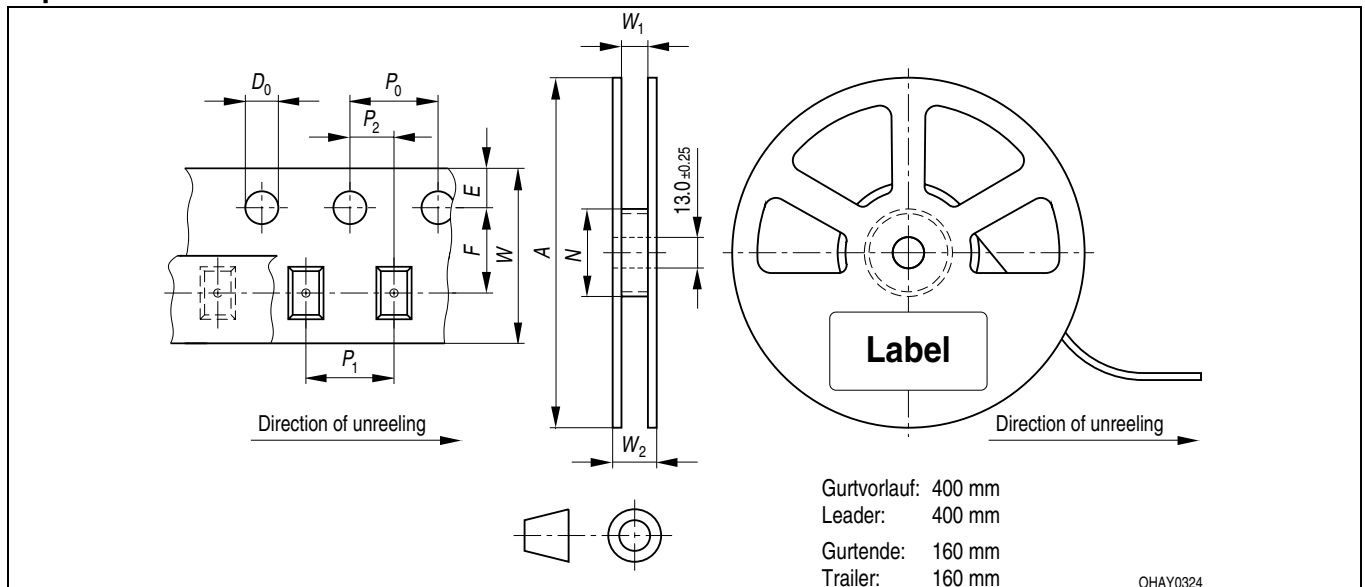 W₁
D₀
P₀
P₂
E
F
W
A
N
13.0 ±0.25
Label
P₁
Direction of unreeling
W₂
Direction of unreeling
Gurtvorlauf: 400 mm
Leader: 400 mm
Gurtende: 160 mm
Trailer: 160 mm
OHAY0324